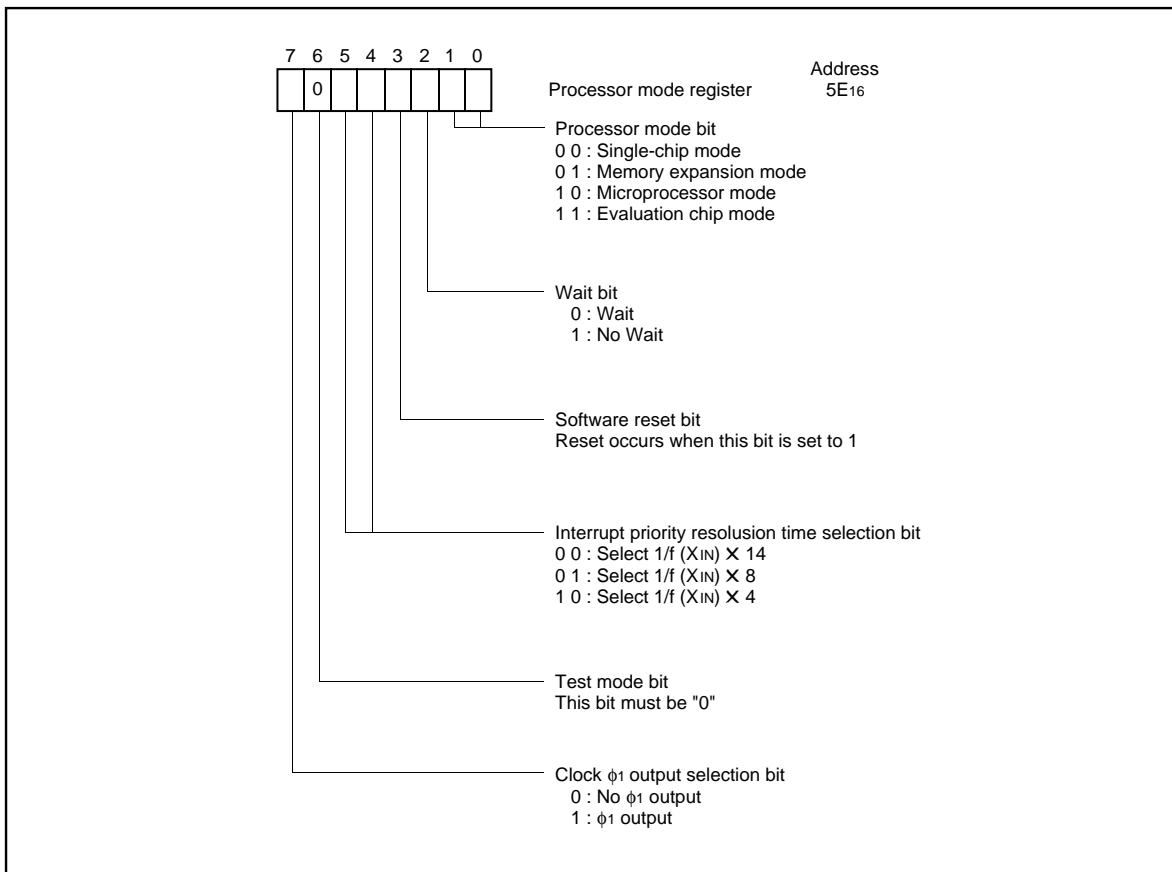 7 6 5 4 3 2 1 0
0
Processor mode register
Address
5E16
Processor mode bit
0 0 : Single-chip mode
0 1 : Memory expansion mode
1 0 : Microprocessor mode
1 1 : Evaluation chip mode
Wait bit
0 : Wait
1 : No Wait
Software reset bit
Reset occurs when this bit is set to 1
Interrupt priority resolusion time selection bit
0 0 : Select 1/f (XIN) × 14
0 1 : Select 1/f (XIN) × 8
1 0 : Select 1/f (XIN) × 4
Test mode bit
This bit must be "0"
Clock ϕ1 output selection bit
0 : No ϕ1 output
1 : ϕ1 output